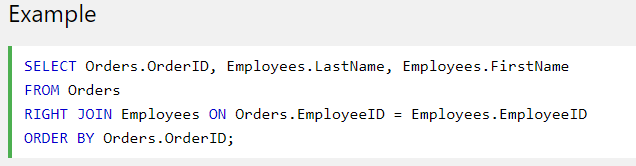 Example
SELECT Orders.OrderID, Employees.LastName, Employees.FirstName
FROM Orders
RIGHT JOIN Employees ON Orders.EmployeeID = Employees.EmployeeID
ORDER BY Orders.OrderID;